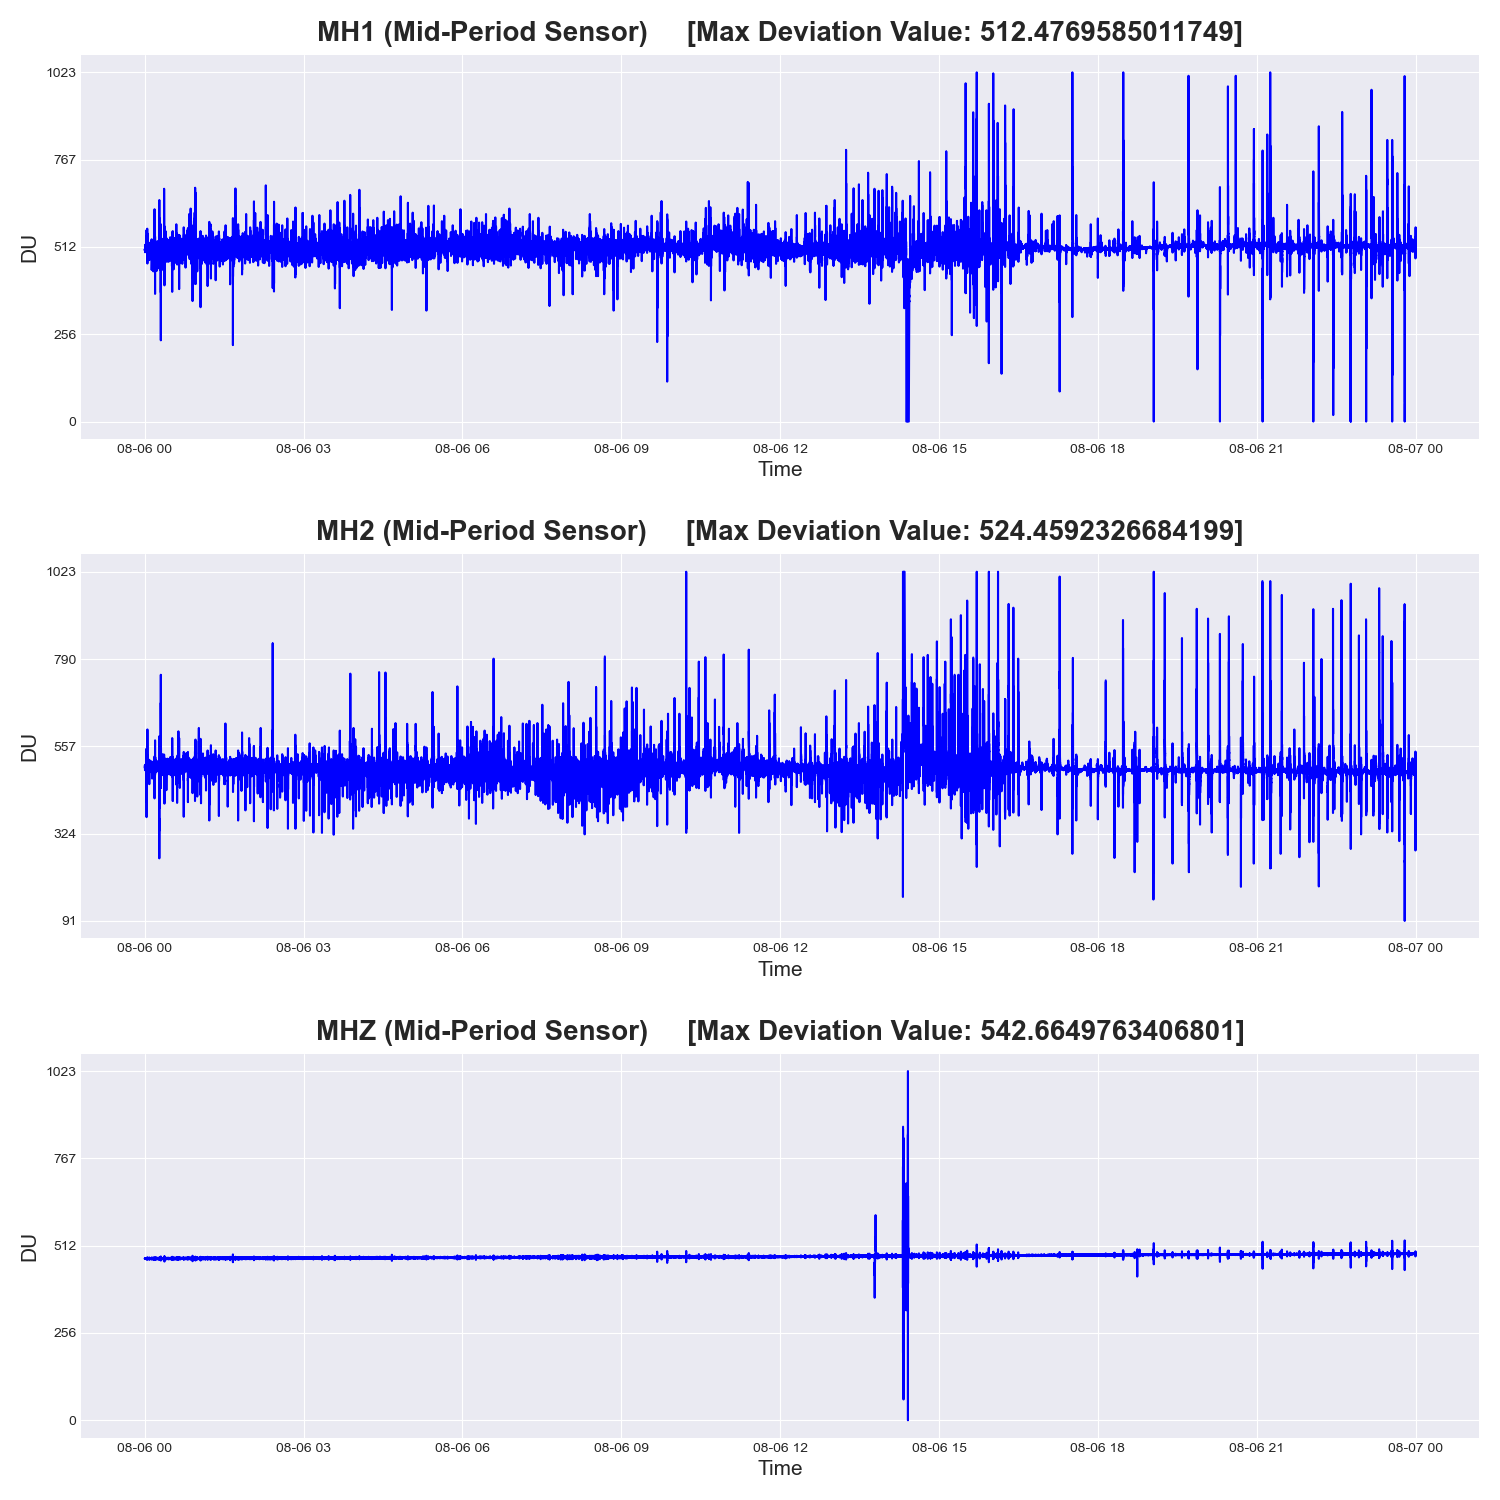 MH1 (Mid-Period Sensor) [Max Deviation Value: 512.4769585011749]
1023
767
512
256
0
DU
08-06 00 08-06 03 08-06 06 08-06 09 08-06 12 08-06 15 08-06 18 08-06 21 08-07 00
Time
MH2 (Mid-Period Sensor) [Max Deviation Value: 524.4592326684199]
1023
790
557
324
91
DU
08-06 00 08-06 03 08-06 06 08-06 09 08-06 12 08-06 15 08-06 18 08-06 21 08-07 00
Time
MHZ (Mid-Period Sensor) [Max Deviation Value: 542.6649763406801]
1023
767
512
256
0
DU
08-06 00 08-06 03 08-06 06 08-06 09 08-06 12 08-06 15 08-06 18 08-06 21 08-07 00
Time